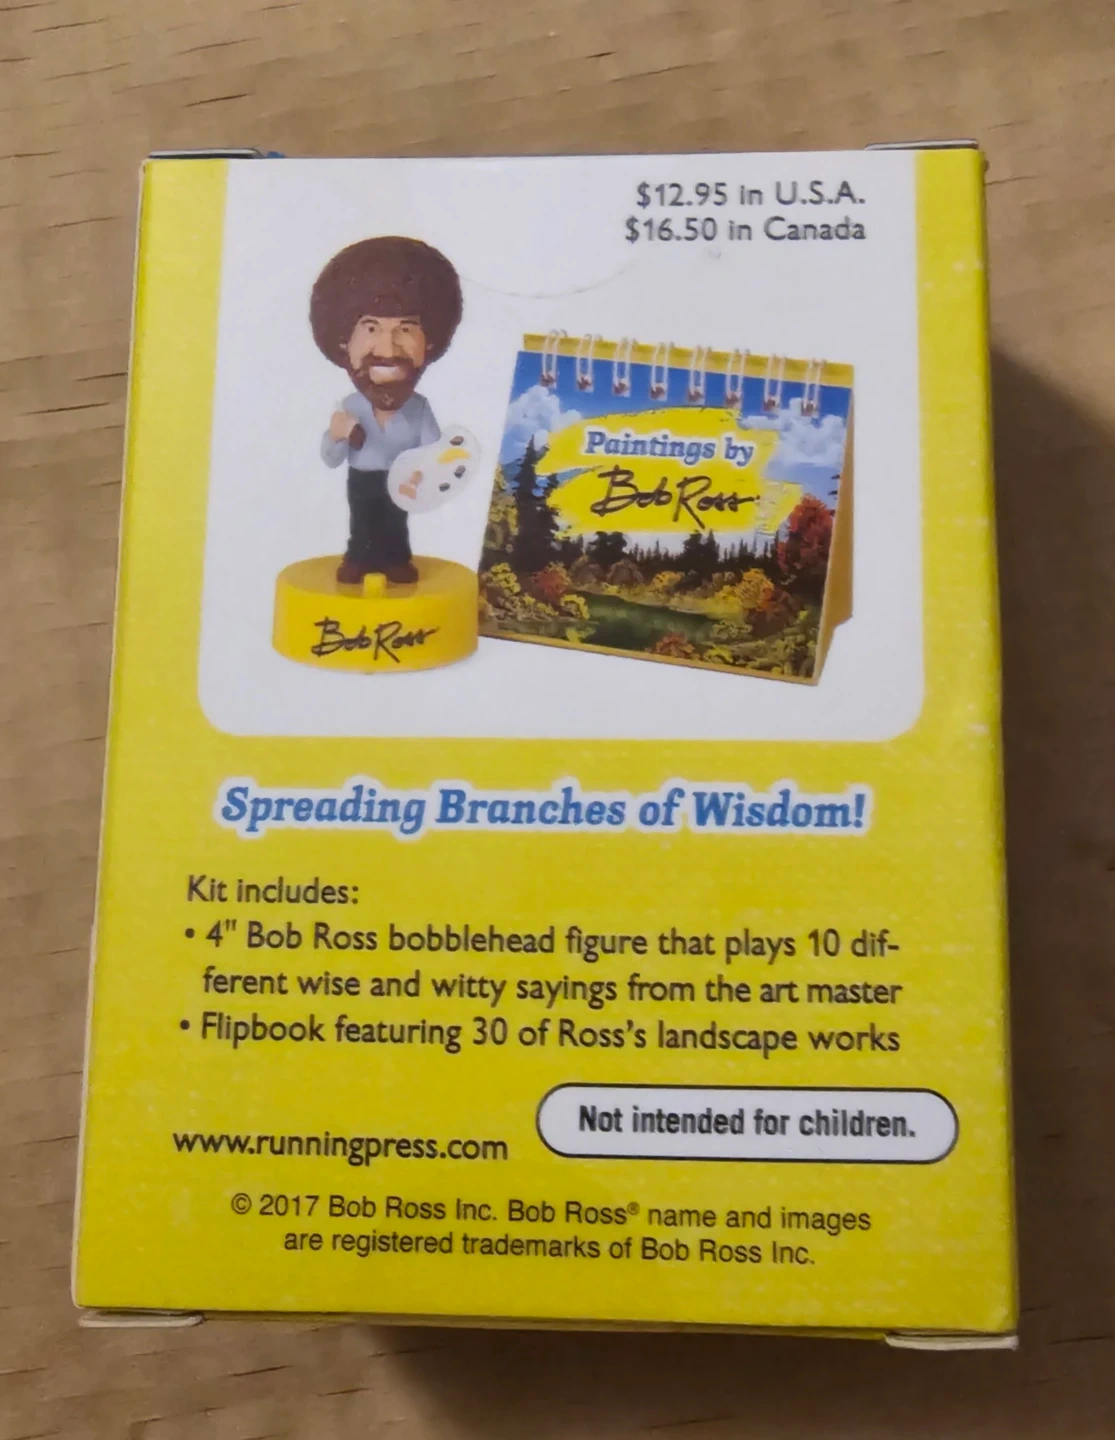 $12.95 in U.S.A.
$16.50 in Canada
Paintings by
Bob Ross
Bob Ross
Spreading Branches of Wisdom!
Kit includes:
• 4" Bob Ross bobblehead figure that plays 10 dif-
ferent wise and witty sayings from the art master
• Flipbook featuring 30 of Ross's landscape works
Not intended for children.
www.runningpress.com
© 2017 Bob Ross Inc. Bob Ross® name and images
are registered trademarks of Bob Ross Inc.